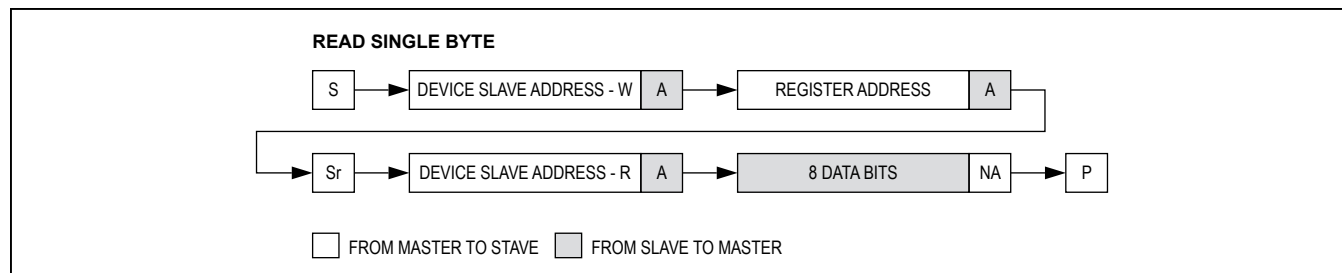 READ SINGLE BYTE
S DEVICE SLAVE ADDRESS - W A REGISTER ADDRESS A
Sr DEVICE SLAVE ADDRESS - R A 8 DATA BITS NA P
FROM MASTER TO STAVE FROM SLAVE TO MASTER